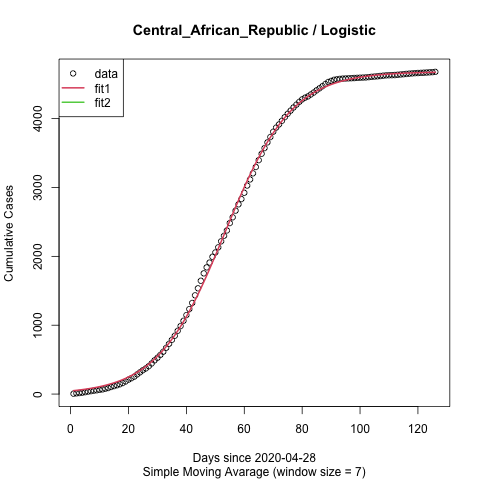 Central_African_Republic / Logistic
data
fit1
fit2
Cumulative Cases
0
1000
2000
3000
4000
0 20 40 60 80 100 120
Days since 2020-04-28
Simple Moving Avarage (window size = 7)